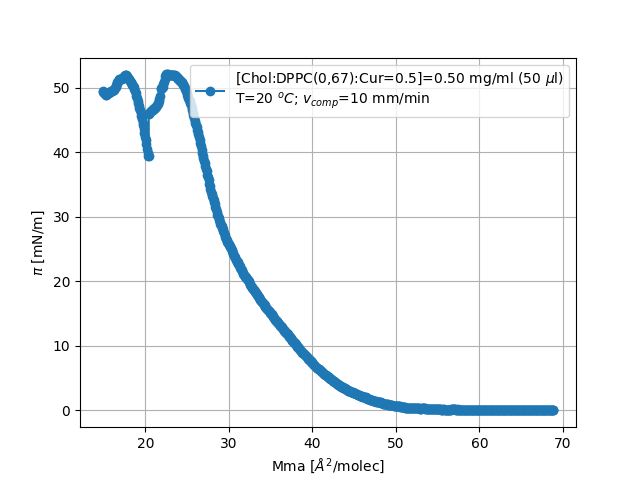 [Chol:DPPC(0,67):Cur=0.5]=0.50 mg/ml (50 μl)
T=20 °C; v_comp=10 mm/min
50
40
30
20
10
0
π [mN/m]
20 30 40 50 60 70
Mma [Å²/molec]